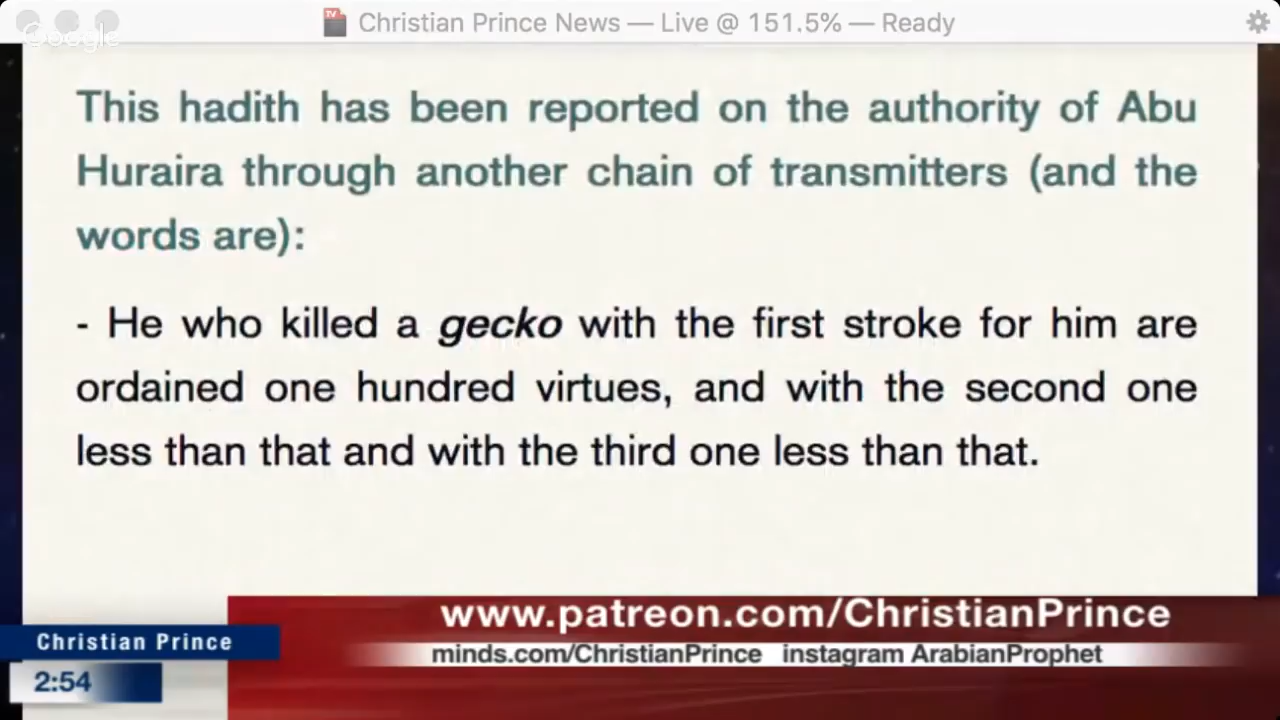 Christian Prince News — Live @ 151.5% — Ready
Google
This hadith has been reported on the authority of Abu
Huraira through another chain of transmitters (and the
words are):
- He who killed a gecko with the first stroke for him are
ordained one hundred virtues, and with the second one
less than that and with the third one less than that.
www.patreon.com/ChristianPrince
Christian Prince
minds.com/ChristianPrince instagram ArabianProphet
2:54